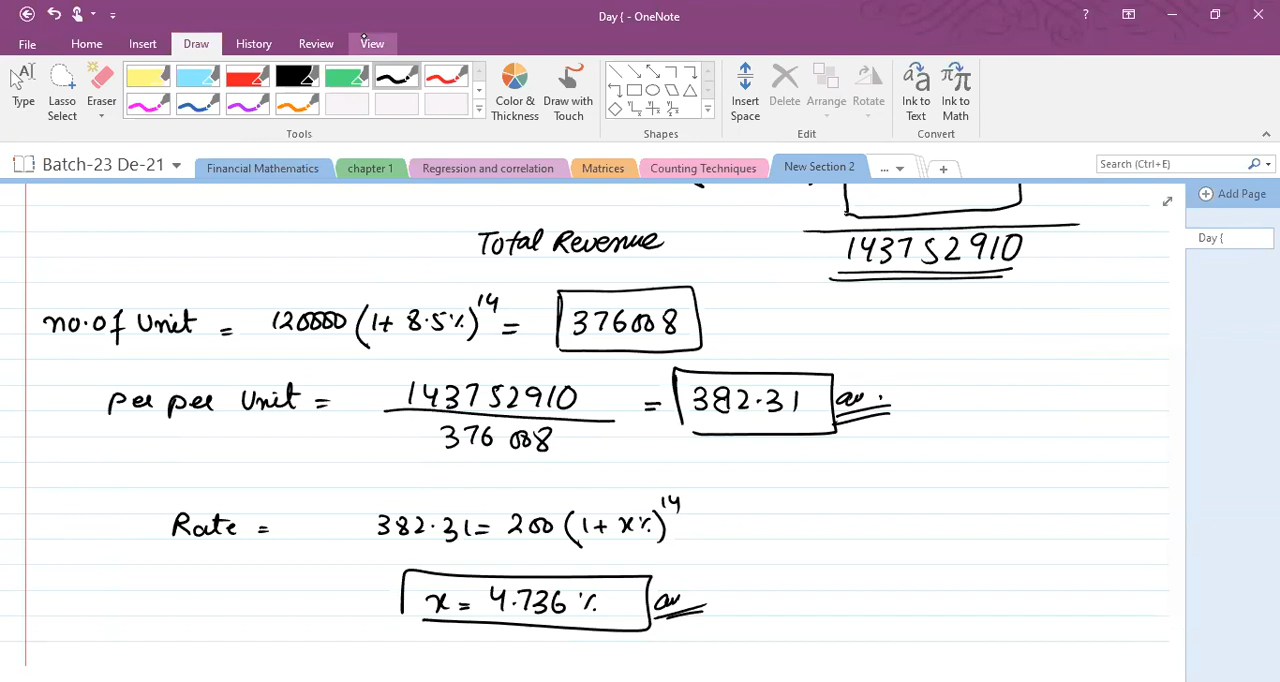 Day { - OneNote
?
File Home Insert Draw History Review View
Type Lasso Select Eraser Color & Thickness Draw with Touch Insert Space Delete Arrange Rotate Ink to Text Ink to Math
Tools Shapes Edit Convert
Batch-23 De-21 Financial Mathematics chapter 1 Regression and correlation Matrices Counting Techniques New Section 2 ... Search (Ctrl+E)
Add Page
Day {
Total Revenue 143752910
no.of Unit = 120000 (1+ 8.5%)^14 = 376008
per per Unit = 143752910 / 376008 = 382.31
Rate = 382.31 = 200 (1+ x%)^14
x = 4.736 %